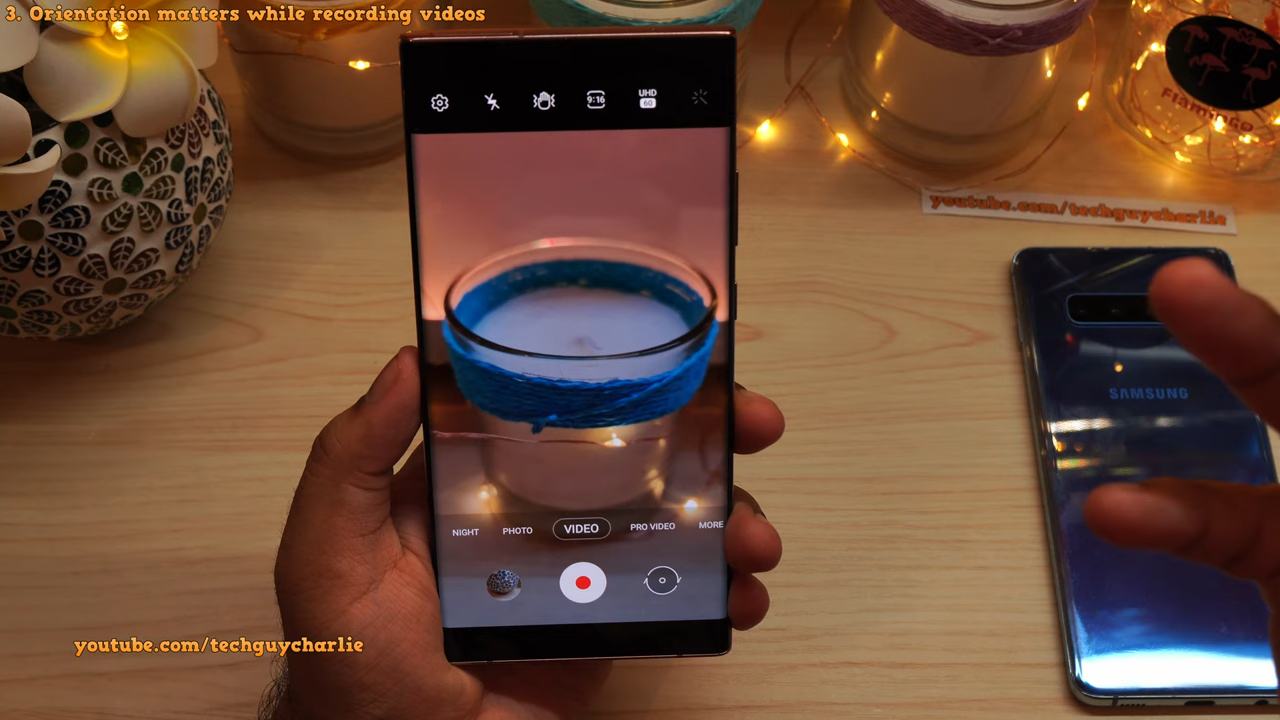 3. Orientation matters while recording videos
9:16
UHD
60
Flamingo
youtube.com/techguycharlie
SAMSUNG
NIGHT
PHOTO
VIDEO
PRO VIDEO
MORE
youtube.com/techguycharlie